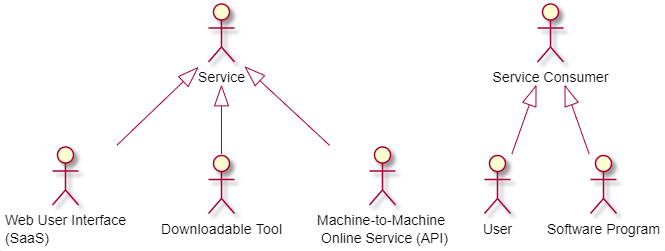 Service
Service Consumer
Web User Interface
(SaaS)
Downloadable Tool
Machine-to-Machine
Online Service (API)
User
Software Program